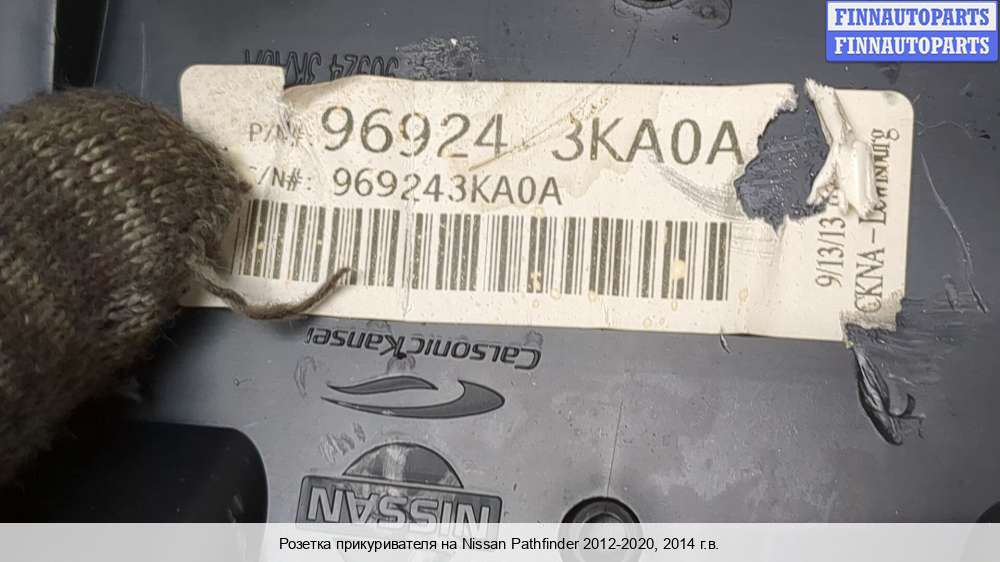 FINNAUTOPARTS
FINNAUTOPARTS
P/N#: 96924 3KA0A
/N#: 969243KA0A
9/13/13
CKNA-Lewisburg
CalsonicKansei
NISSAN
Розетка прикуривателя на Nissan Pathfinder 2012-2020, 2014 г.в.